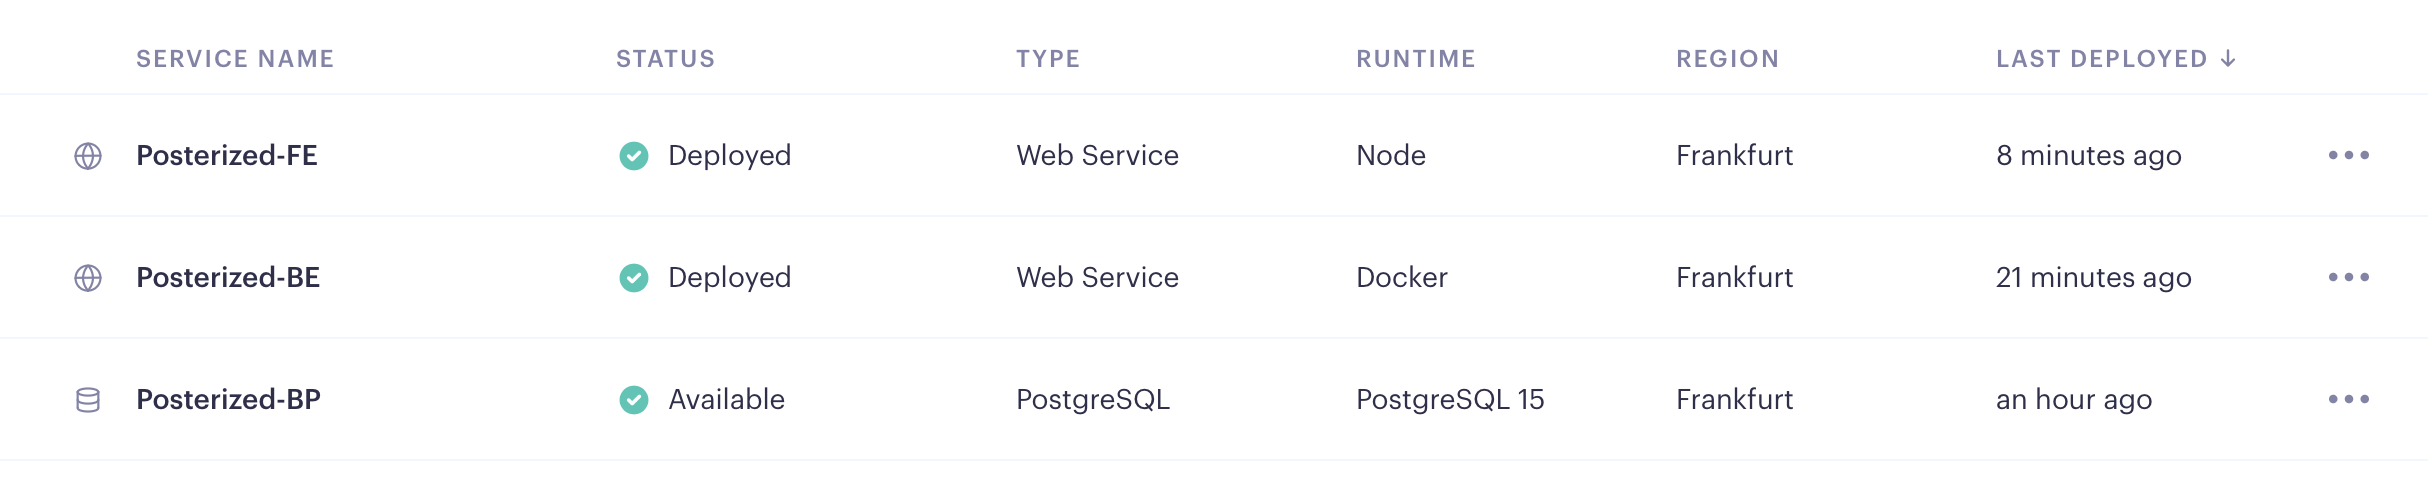 SERVICE NAME STATUS TYPE RUNTIME REGION LAST DEPLOYED ↓
Posterized-FE Deployed Web Service Node Frankfurt 8 minutes ago •••
Posterized-BE Deployed Web Service Docker Frankfurt 21 minutes ago •••
Posterized-BP Available PostgreSQL PostgreSQL 15 Frankfurt an hour ago •••